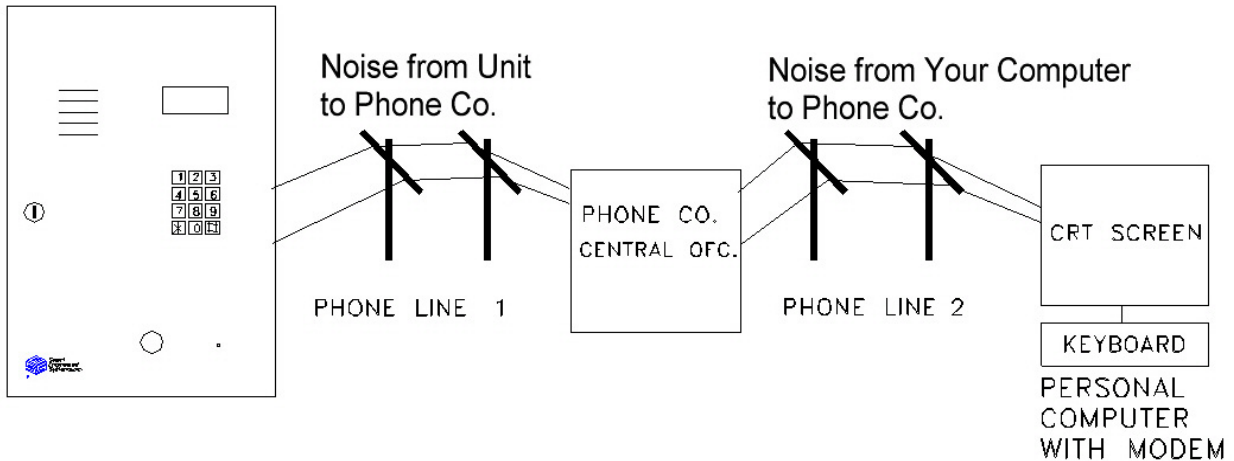 Noise from Unit
to Phone Co.
Noise from Your Computer
to Phone Co.
1 2 3
4 5 6
7 8 9
* 0 #
PHONE CO.
CENTRAL OFC.
CRT SCREEN
PHONE LINE 1
PHONE LINE 2
KEYBOARD
PERSONAL
COMPUTER
WITH MODEM